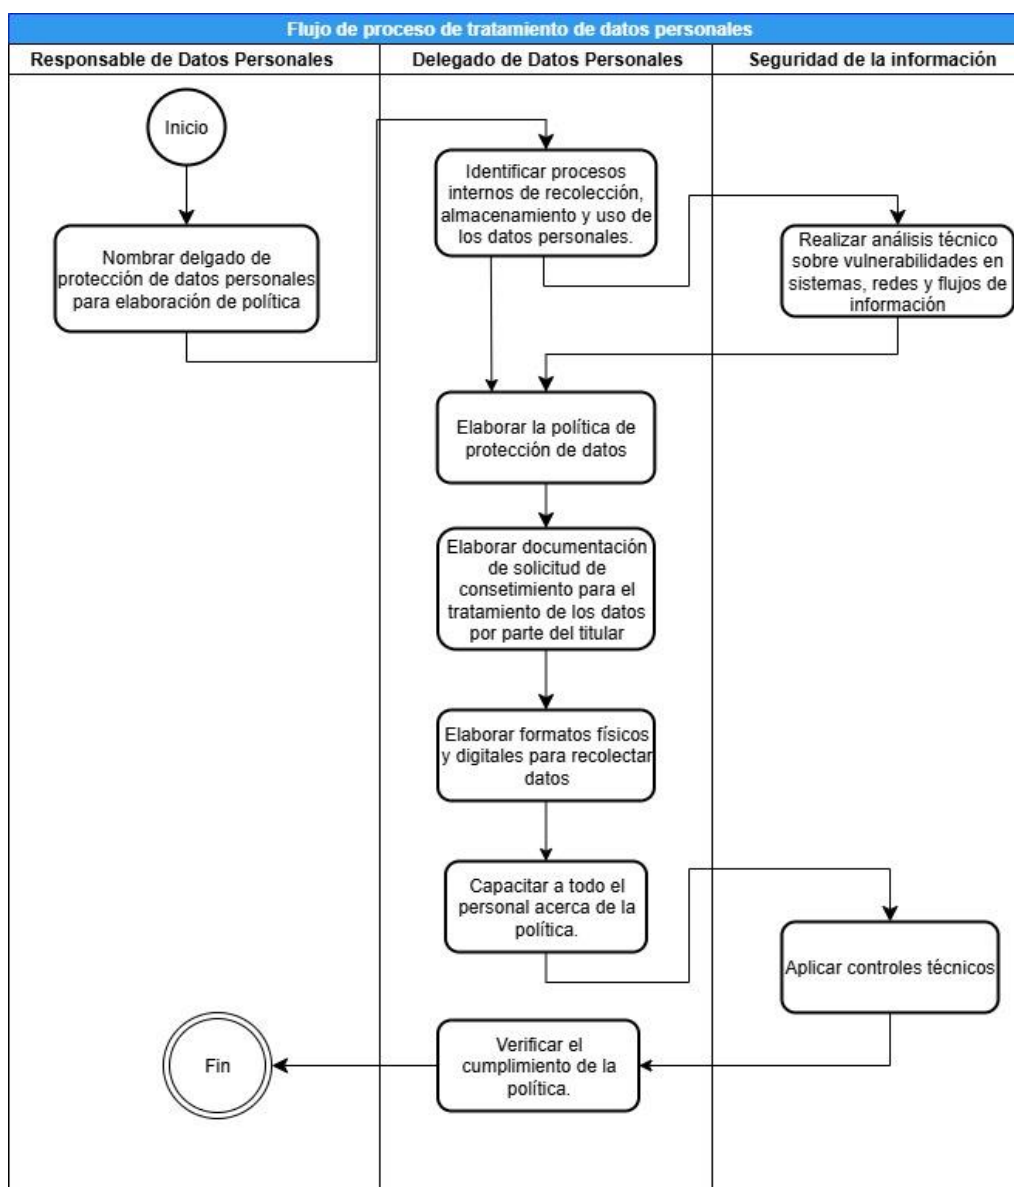 Flujo de proceso de tratamiento de datos personales
Responsable de Datos Personales
Delegado de Datos Personales
Seguridad de la información
Inicio
Nombrar delgado de
protección de datos personales
para elaboración de política
Identificar procesos
internos de recolección,
almacenamiento y uso de
los datos personales.
Realizar análisis técnico
sobre vulnerabilidades en
sistemas, redes y flujos de
información
Elaborar la política de
protección de datos
Elaborar documentación
de solicitud de
consetimiento para el
tratamiento de los datos
por parte del titular
Elaborar formatos físicos
y digitales para recolectar
datos
Capacitar a todo el
personal acerca de la
política.
Aplicar controles técnicos
Verificar el
cumplimiento de la
política.
Fin